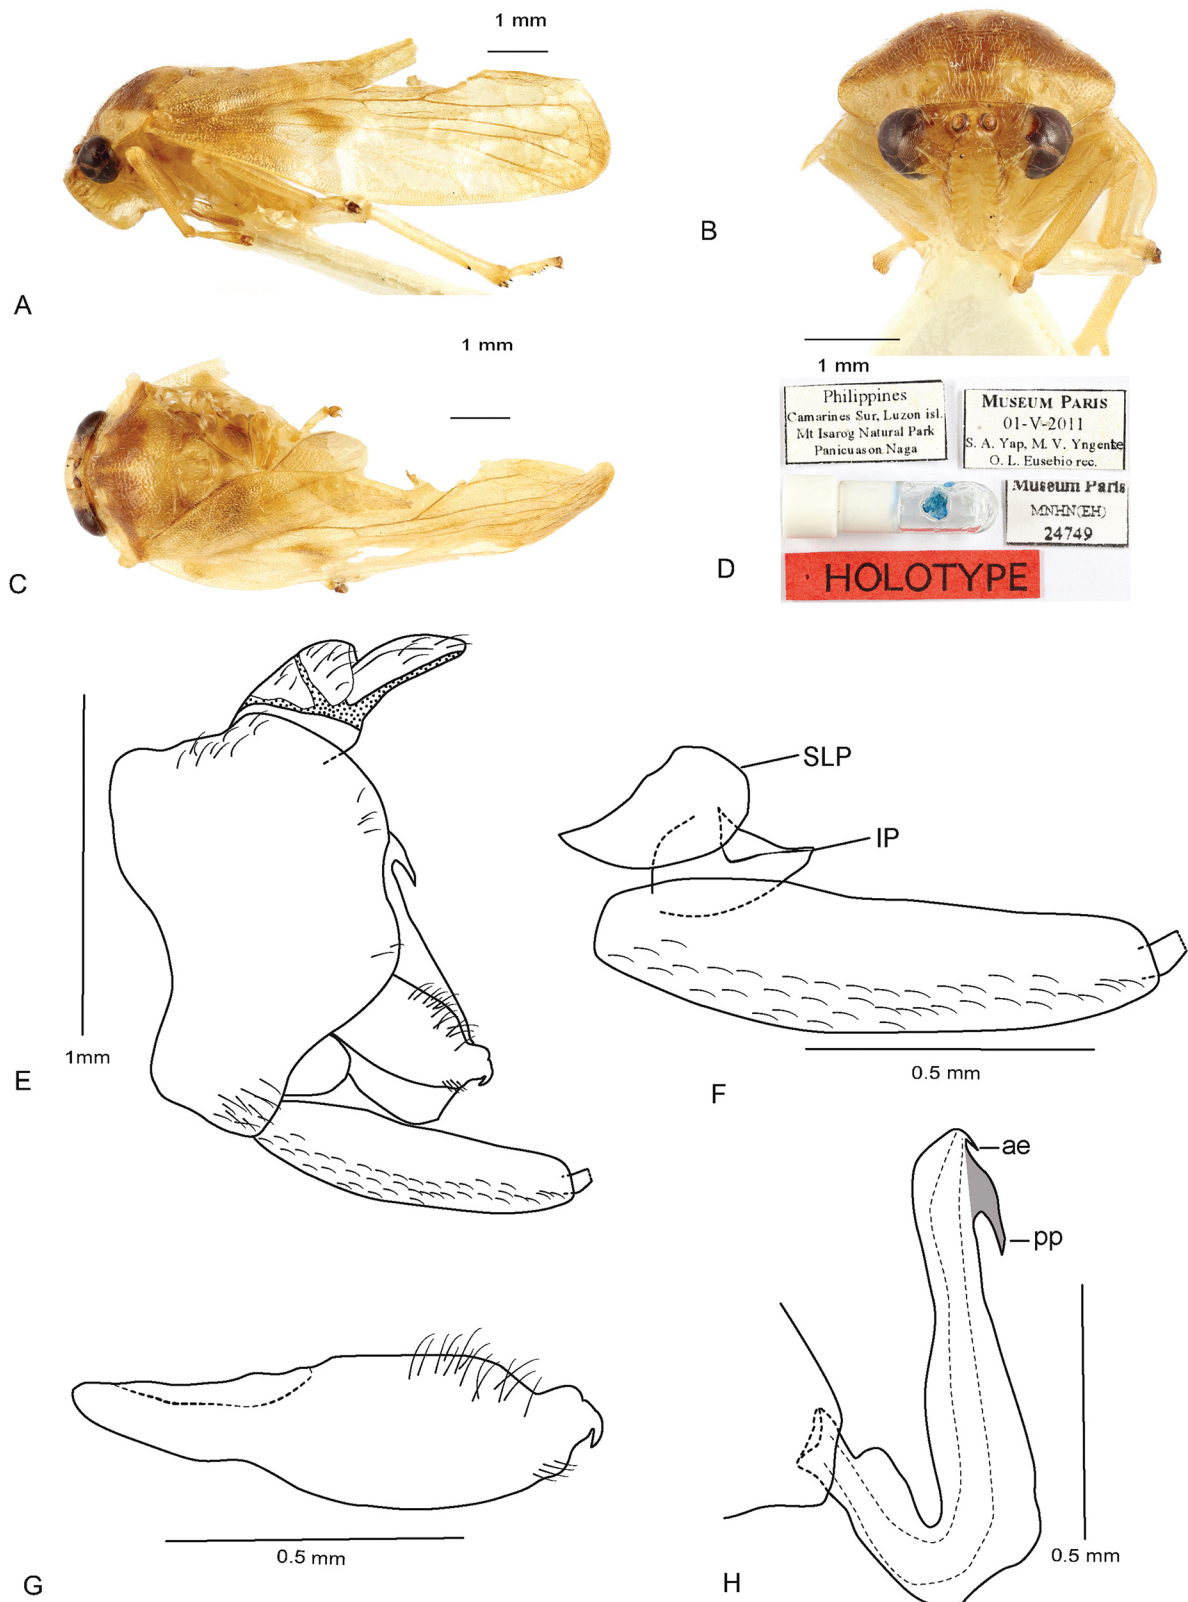 1 mm
A
B
1 mm
1 mm
C
Philippines
Camarines Sur, Luzon isl.
Mt Isarog Natural Park
Panicuason Naga
MUSEUM PARIS
01-V-2011
S. A. Yap, M. V. Yngente
O. L. Eusebio rec.
Museum Paris
MNHN(EH)
24749
D
HOLOTYPE
SLP
IP
1mm
E
0.5 mm
F
ae
pp
0.5 mm
G
0.5 mm
H